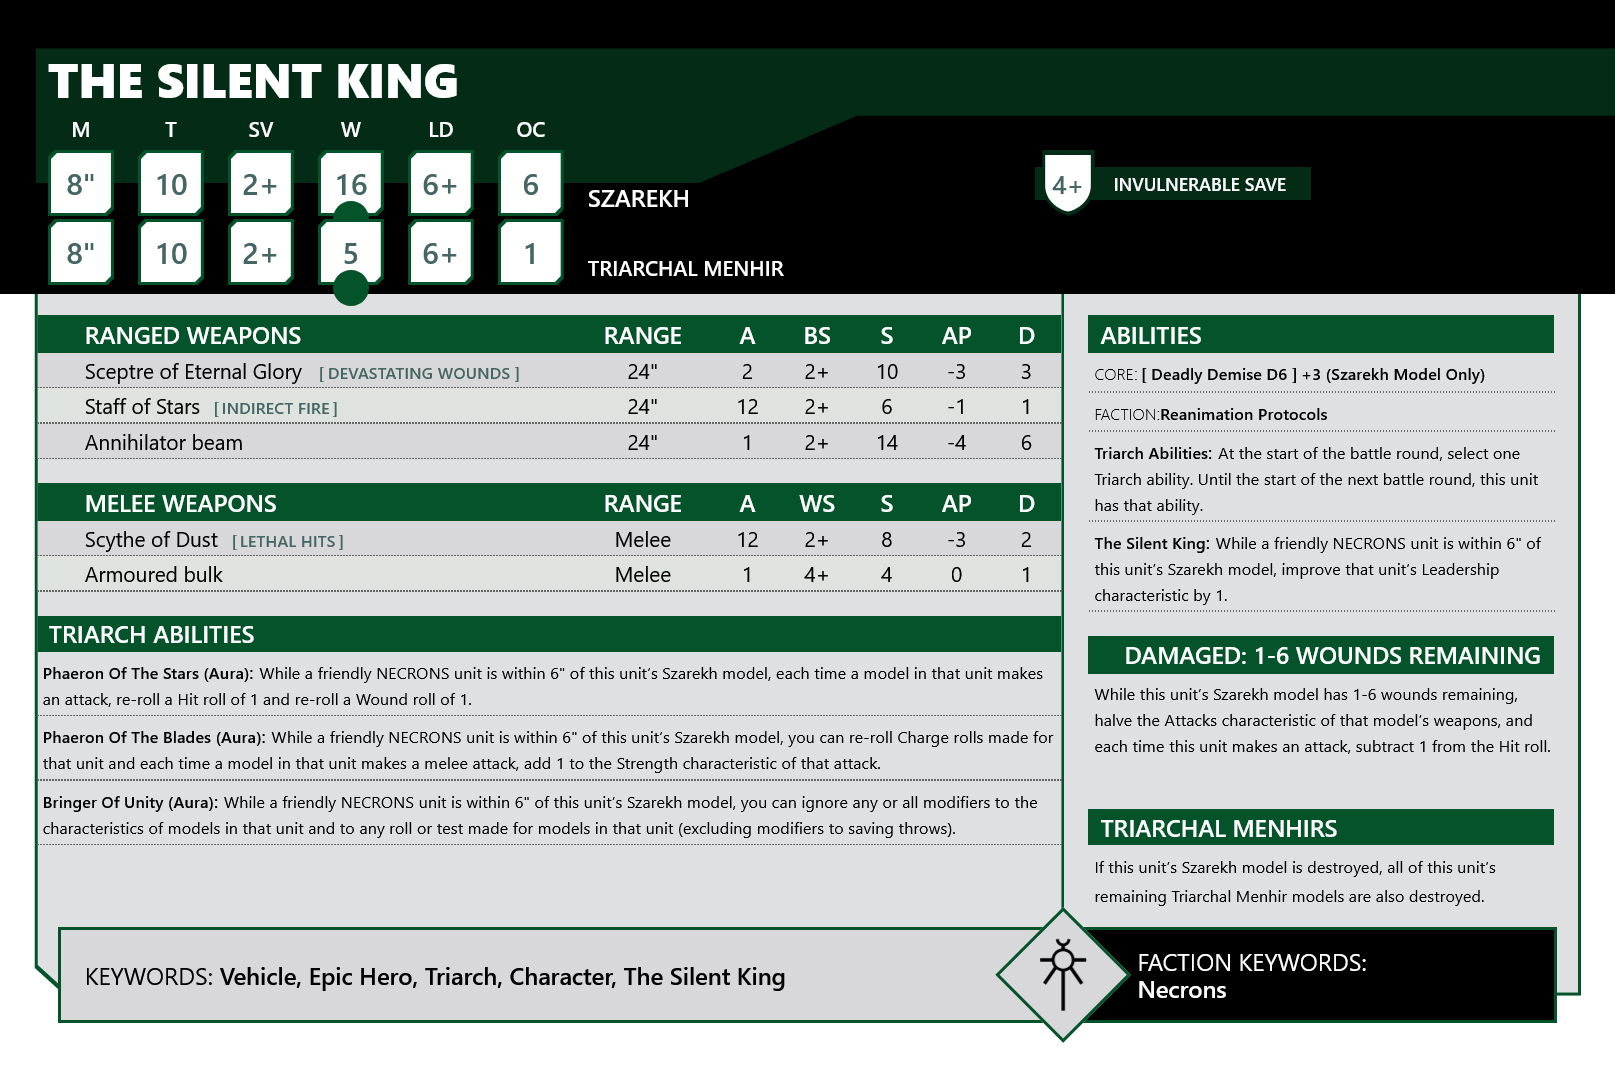 THE SILENT KING
M T SV W LD OC
8" 10 2+ 16 6+ 6 SZAREKH
4+ INVULNERABLE SAVE
8" 10 2+ 5 6+ 1 TRIARCHAL MENHIR
RANGED WEAPONS RANGE A BS S AP D
Sceptre of Eternal Glory [ DEVASTATING WOUNDS ] 24" 2 2+ 10 -3 3
Staff of Stars [ INDIRECT FIRE ] 24" 12 2+ 6 -1 1
Annihilator beam 24" 1 2+ 14 -4 6
MELEE WEAPONS RANGE A WS S AP D
Scythe of Dust [ LETHAL HITS ] Melee 12 2+ 8 -3 2
Armoured bulk Melee 1 4+ 4 0 1
TRIARCH ABILITIES
Phaeron Of The Stars (Aura): While a friendly NECRONS unit is within 6" of this unit's Szarekh model, each time a model in that unit makes
an attack, re-roll a Hit roll of 1 and re-roll a Wound roll of 1.
Phaeron Of The Blades (Aura): While a friendly NECRONS unit is within 6" of this unit's Szarekh model, you can re-roll Charge rolls made for
that unit and each time a model in that unit makes a melee attack, add 1 to the Strength characteristic of that attack.
Bringer Of Unity (Aura): While a friendly NECRONS unit is within 6" of this unit's Szarekh model, you can ignore any or all modifiers to the
characteristics of models in that unit and to any roll or test made for models in that unit (excluding modifiers to saving throws).
ABILITIES
CORE: [ Deadly Demise D6 ] +3 (Szarekh Model Only)
FACTION:Reanimation Protocols
Triarch Abilities: At the start of the battle round, select one
Triarch ability. Until the start of the next battle round, this unit
has that ability.
The Silent King: While a friendly NECRONS unit is within 6" of
this unit's Szarekh model, improve that unit's Leadership
characteristic by 1.
DAMAGED: 1-6 WOUNDS REMAINING
While this unit's Szarekh model has 1-6 wounds remaining,
halve the Attacks characteristic of that model's weapons, and
each time this unit makes an attack, subtract 1 from the Hit roll.
TRIARCHAL MENHIRS
If this unit's Szarekh model is destroyed, all of this unit's
remaining Triarchal Menhir models are also destroyed.
KEYWORDS: Vehicle, Epic Hero, Triarch, Character, The Silent King
FACTION KEYWORDS:
Necrons